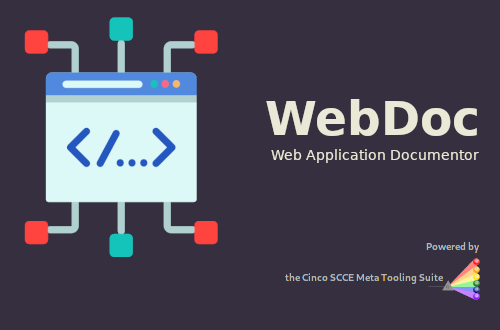 </....>
WebDoc
Web Application Documentor
Powered by
the Cinco SCCE Meta Tooling Suite